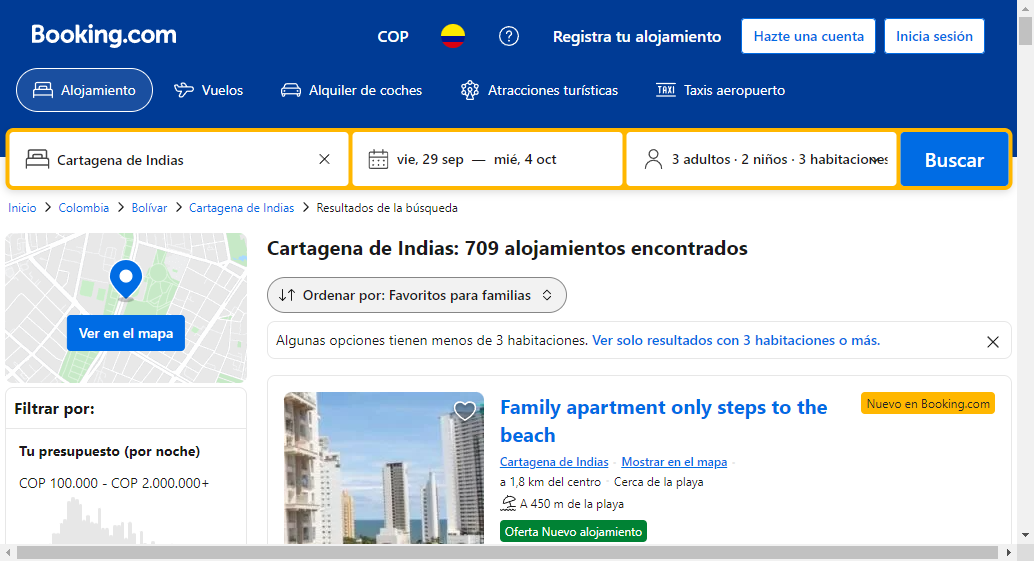 Booking.com
COP
Registra tu alojamiento
Hazte una cuenta
Inicia sesión
Alojamiento
Vuelos
Alquiler de coches
Atracciones turísticas
TAXI
Taxis aeropuerto
Cartagena de Indias
vie, 29 sep — mié, 4 oct
3 adultos · 2 niños · 3 habitaciones
Buscar
Inicio > Colombia > Bolívar > Cartagena de Indias > Resultados de la búsqueda
Ver en el mapa
Filtrar por:
Tu presupuesto (por noche)
COP 100.000 - COP 2.000.000+
Cartagena de Indias: 709 alojamientos encontrados
Ordenar por: Favoritos para familias
Algunas opciones tienen menos de 3 habitaciones. Ver solo resultados con 3 habitaciones o más.
Family apartment only steps to the
beach
Nuevo en Booking.com
Cartagena de Indias · Mostrar en el mapa ·
a 1,8 km del centro · Cerca de la playa
A 450 m de la playa
Oferta Nuevo alojamiento